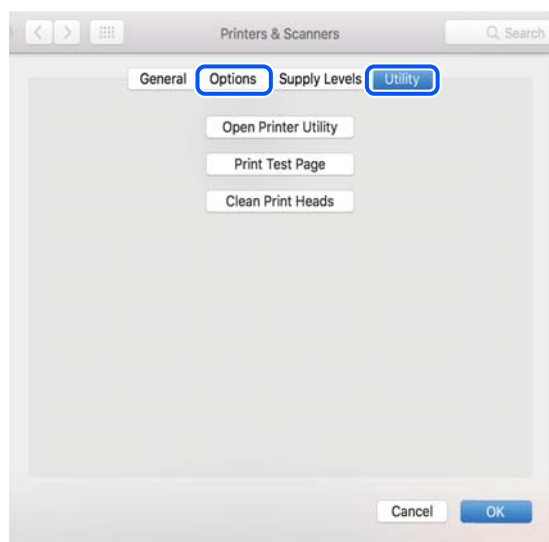 Printers & Scanners
Search
General Options Supply Levels Utility
Open Printer Utility
Print Test Page
Clean Print Heads
Cancel OK